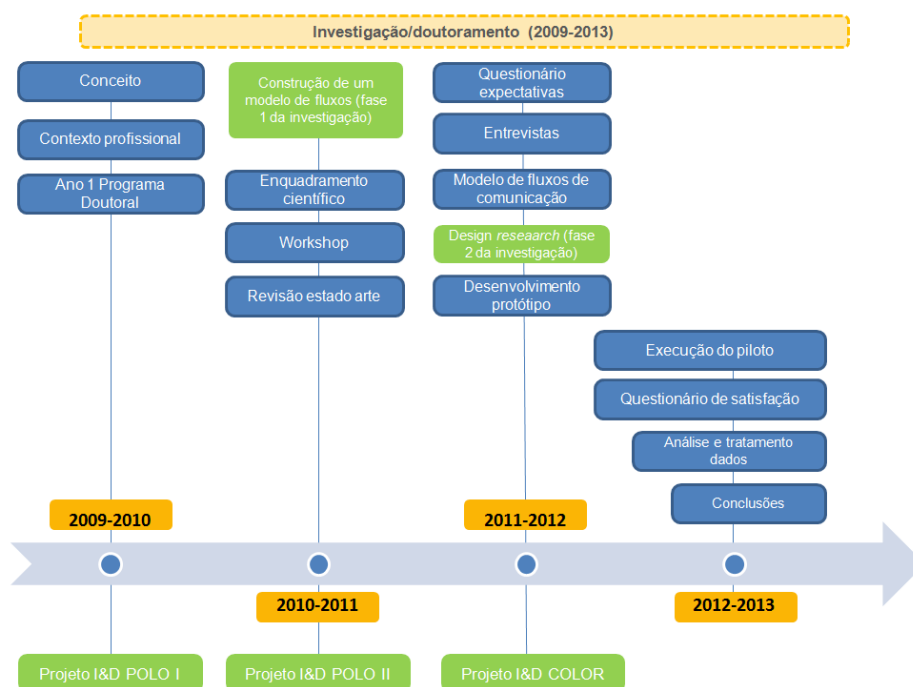 Investigação/doutoramento (2009-2013)
Conceito
Contexto profissional
Ano 1 Programa
Doutoral
Construção de um
modelo de fluxos (fase
1 da investigação)
Enquadramento
científico
Workshop
Revisão estado arte
Questionário
expectativas
Entrevistas
Modelo de fluxos de
comunicação
Design reseaarch (fase
2 da investigação)
Desenvolvimento
protótipo
Execução do piloto
Questionário de satisfação
Análise e tratamento
dados
Conclusões
2009-2010
2011-2012
2010-2011
2012-2013
Projeto I&D POLO I
Projeto I&D POLO II
Projeto I&D COLOR